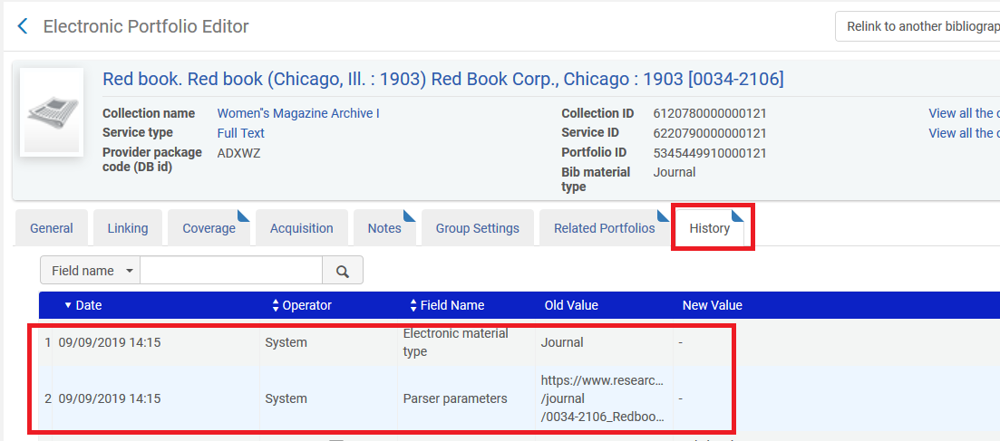 Electronic Portfolio Editor
Relink to another bibliograp
Red book. Red book (Chicago, Ill. : 1903) Red Book Corp., Chicago : 1903 [0034-2106]
Collection name Women"s Magazine Archive I Collection ID 6120780000000121 View all the c
Service type Full Text Service ID 6220790000000121 View all the c
Provider package ADXWZ Portfolio ID 5345449910000121
code (DB id) Bib material Journal
type
General Linking Coverage Acquisition Notes Group Settings Related Portfolios History
Field name
Date Operator Field Name Old Value New Value
1 09/09/2019 14:15 System Electronic material Journal -
type
https://www.researc...
2 09/09/2019 14:15 System Parser parameters /journal -
/0034-2106_Redboo...